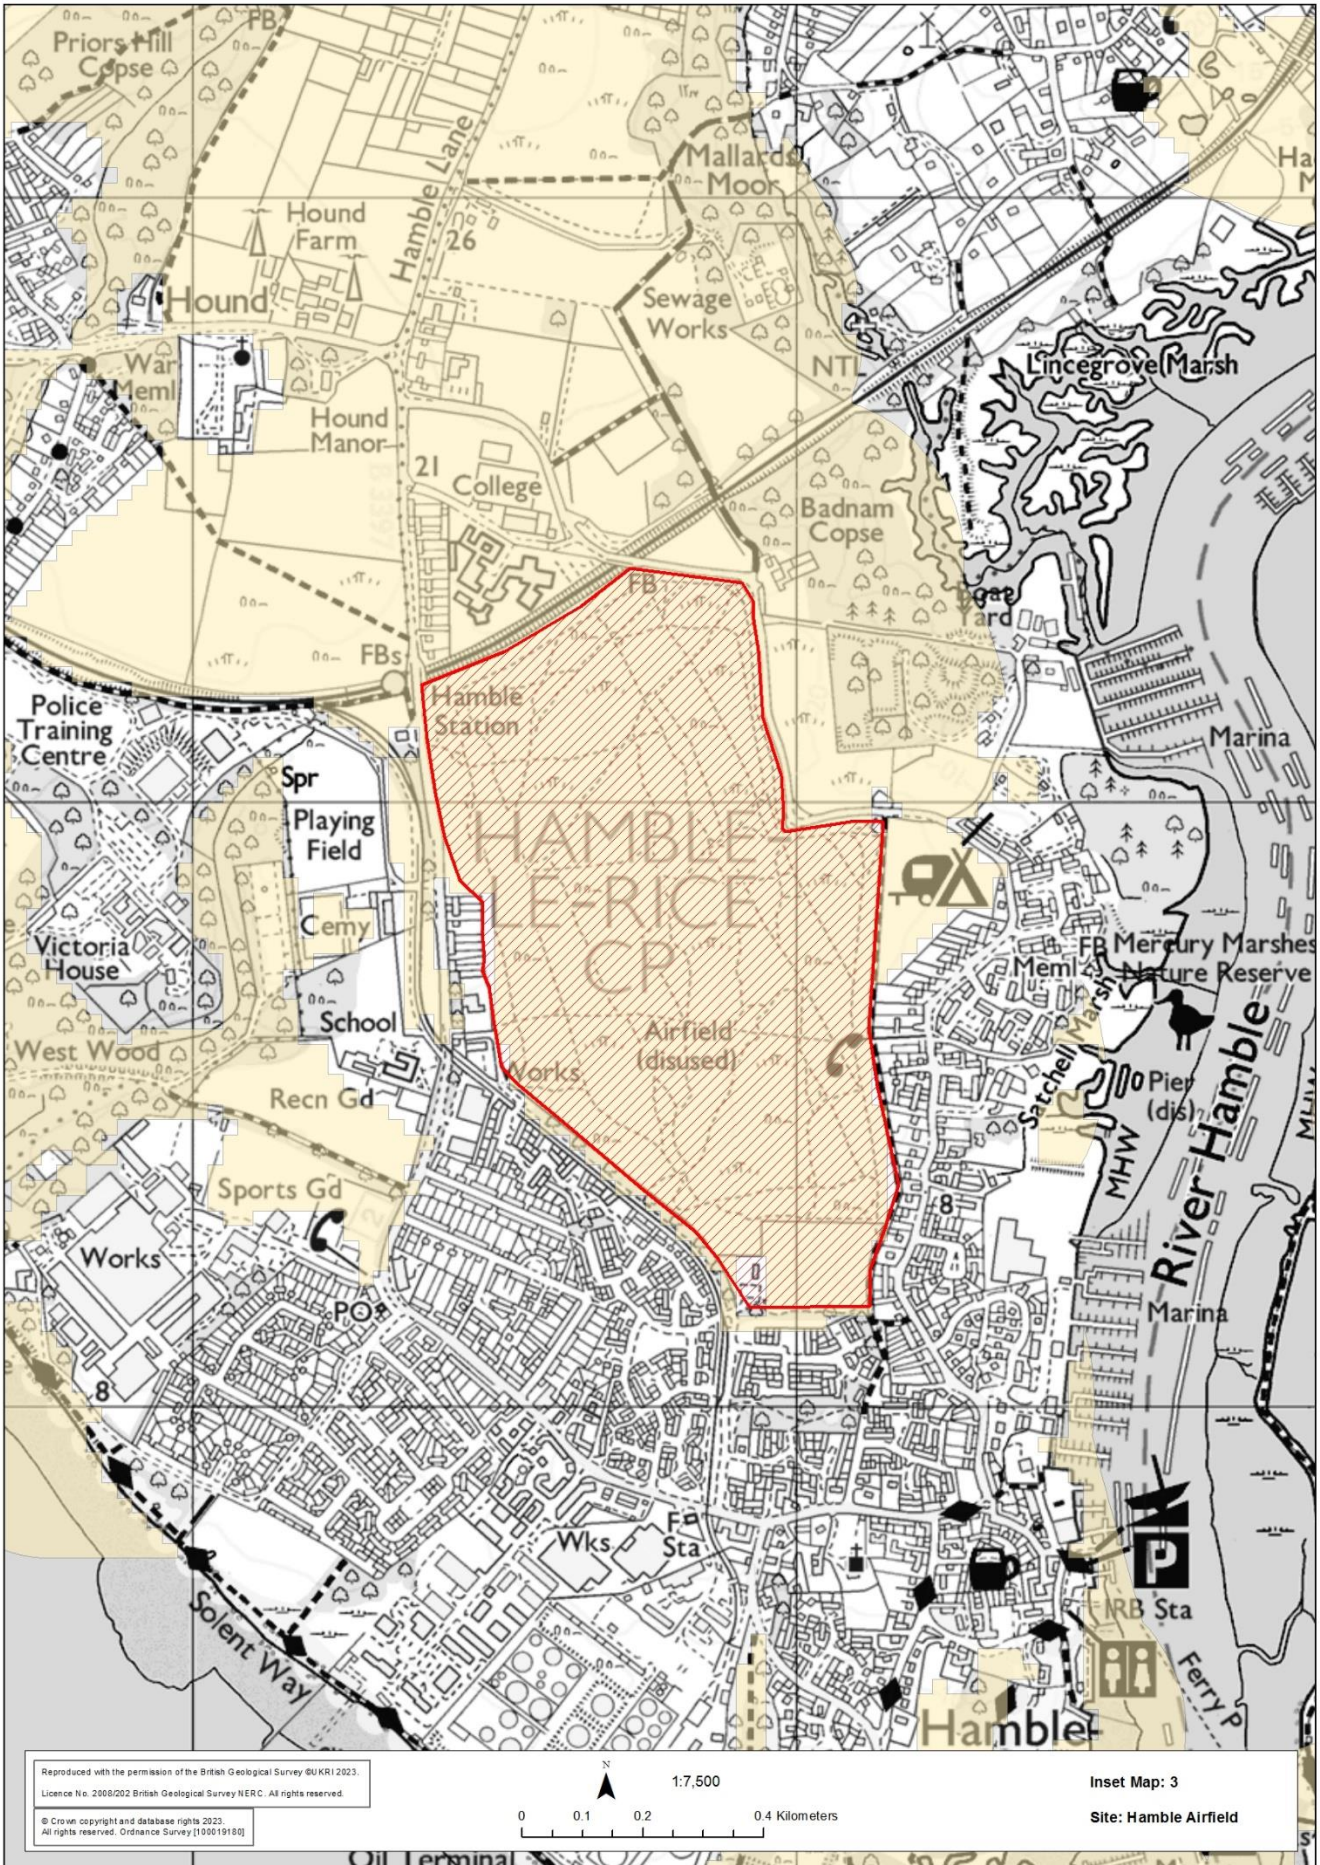 FB
Priors Hill
Copse
Mallards
Moor
Hamble Lane
Hound
Farm
26
Hound
Sewage
Works
War
Meml
NTL
Lincegrove Marsh
Hound
Manor
21
College
B 3397
Badnam
Copse
FB
Boat
Yard
FBs
Hamble
Station
Police
Training
Centre
Marina
Spr
Playing
Field
HAMBLE-
LE-RICE
CP
Cemy
Victoria
House
FB
Mercury Marshes
Nature Reserve
Meml
School
Airfield
(disused)
Satchell Marsh
West Wood
Works
Pier
(dis)
Recn Gd
River Hamble
MHW
MHW
Sports Gd
8
Works
PO
Marina
8
Wks
F Sta
P
Solent Way
IRB Sta
Ferry P
Hamble-
Oil Terminal
Reproduced with the permission of the British Geological Survey ©UKRI 2023.
Licence No. 2008/202 British Geological Survey NERC. All rights reserved.
© Crown copyright and database rights 2023.
All rights reserved. Ordnance Survey [100019180]
N
1:7,500
0 0.1 0.2 0.4 Kilometers
Inset Map: 3
Site: Hamble Airfield